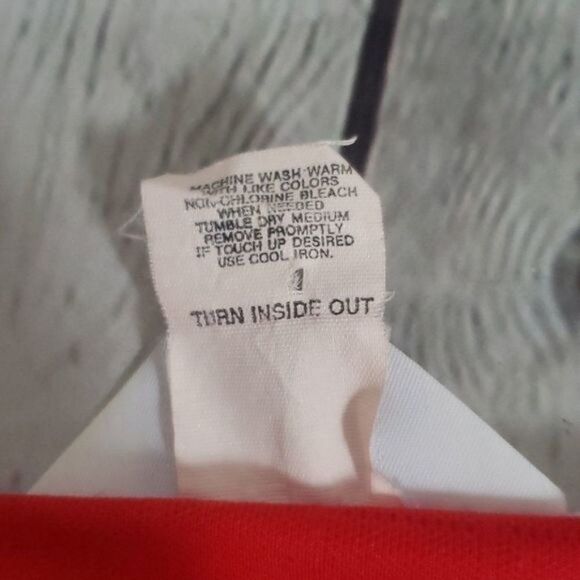 MACHINE WASH WARM
WITH LIKE COLORS
NON-CHLORINE BLEACH
WHEN NEEDED
TUMBLE DRY MEDIUM
REMOVE PROMPTLY
IF TOUCH UP DESIRED
USE COOL IRON.
1
TURN INSIDE OUT